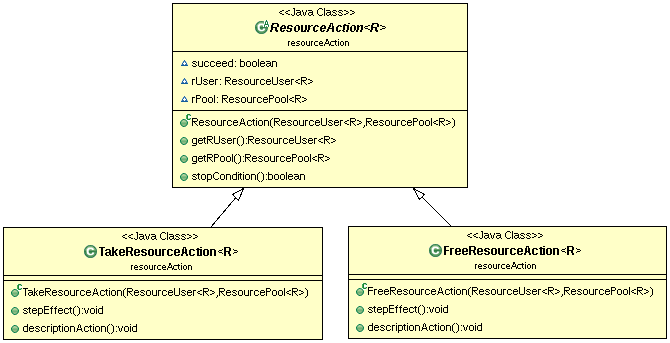 <<Java Class>>
ResourceAction<R>
resourceAction
succeed: boolean
rUser: ResourceUser<R>
rPool: ResourcePool<R>
ResourceAction(ResourceUser<R>,ResourcePool<R>)
getRUser():ResourceUser<R>
getRPool():ResourcePool<R>
stopCondition():boolean
<<Java Class>>
TakeResourceAction<R>
resourceAction
TakeResourceAction(ResourceUser<R>,ResourcePool<R>)
stepEffect():void
descriptionAction():void
<<Java Class>>
FreeResourceAction<R>
resourceAction
FreeResourceAction(ResourceUser<R>,ResourcePool<R>)
stepEffect():void
descriptionAction():void